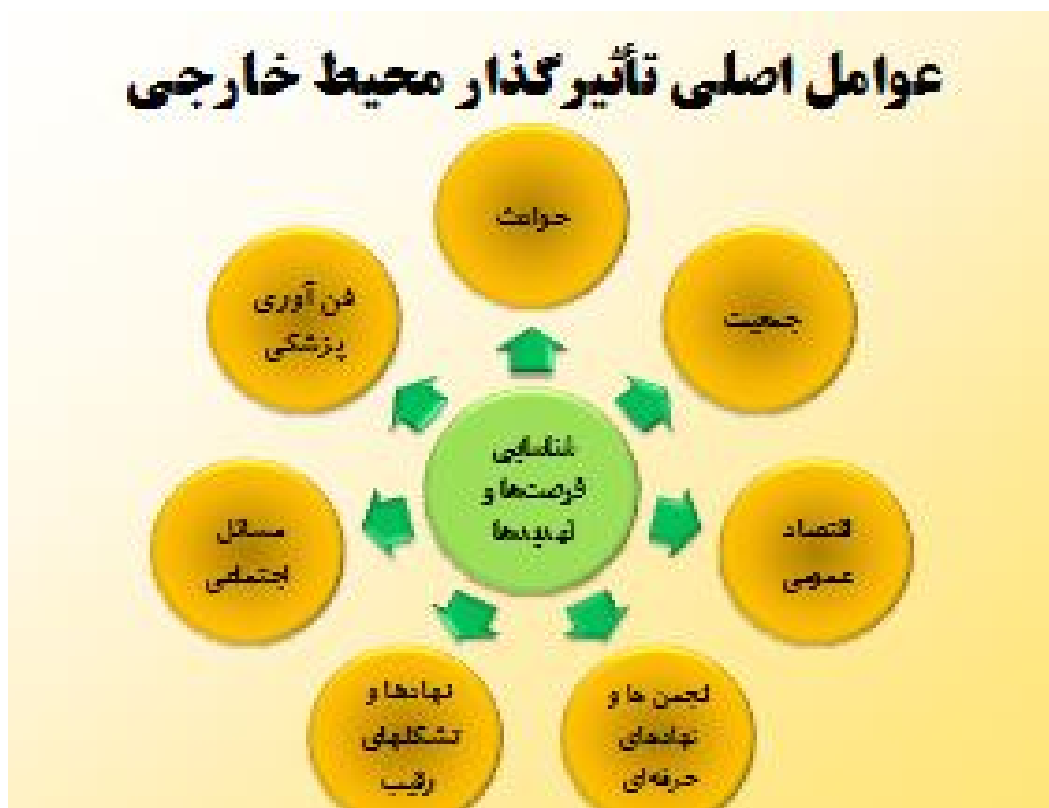 عوامل اصلی تأثیرگذار محیط خارجی
حوادث
جمعیت
اقتصاد
عمومی
انجمن ها و
نهادهای
حرفه‌ای
نهادها و
تشکلهای
رقیب
مسائل
اجتماعی
فن آوری
پزشکی
شناسایی
فرصت‌ها و
تهدیدها